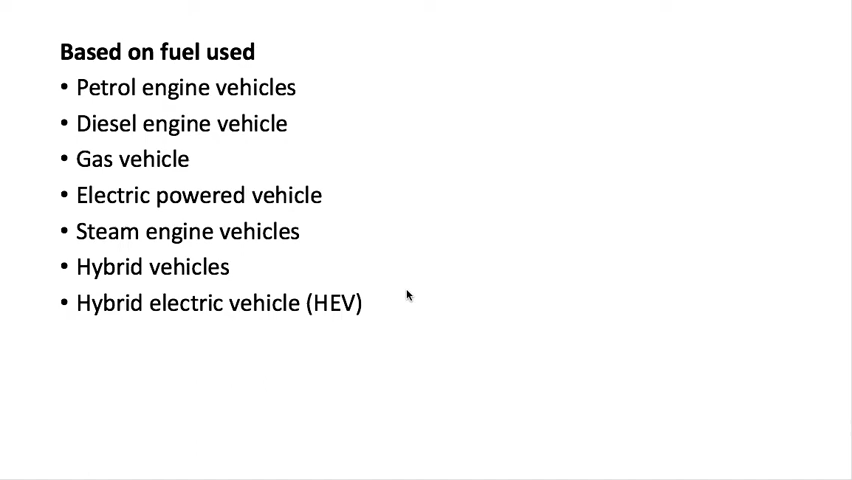 Based on fuel used
• Petrol engine vehicles
• Diesel engine vehicle
• Gas vehicle
• Electric powered vehicle
• Steam engine vehicles
• Hybrid vehicles
• Hybrid electric vehicle (HEV)